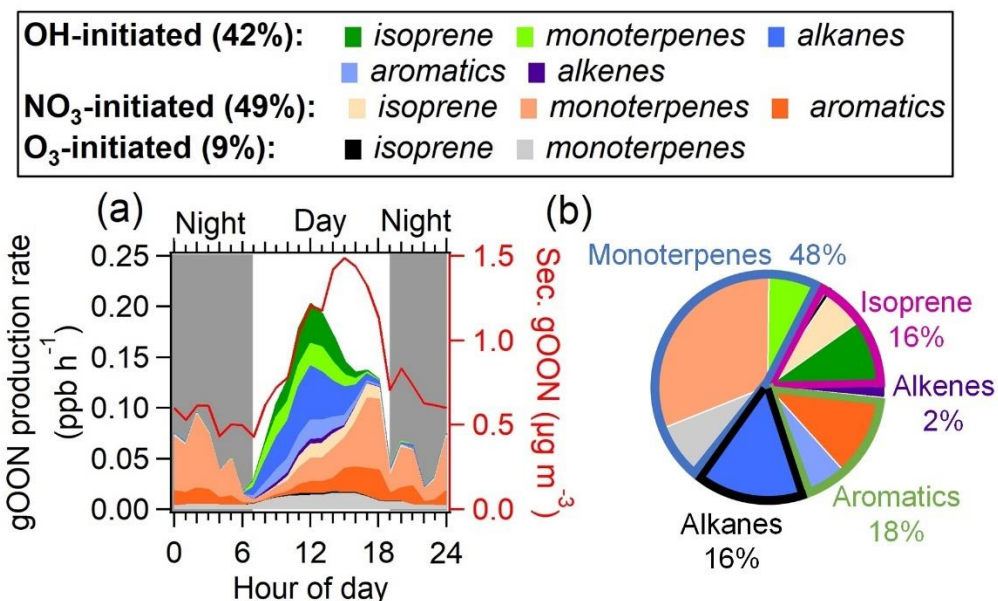 OH-initiated (42%): isoprene monoterpenes alkanes
aromatics alkenes
NO₃-initiated (49%): isoprene monoterpenes aromatics
O₃-initiated (9%): isoprene monoterpenes
(a)
Night Day Night
gOON production rate
(ppb h⁻¹)
0.25
0.20
0.15
0.10
0.05
0.00
1.5
1.0
0.5
0.0
Sec. gOON (µg m⁻³)
0 6 12 18 24
Hour of day
(b)
Monoterpenes 48%
Isoprene
16%
Alkenes
2%
Aromatics
18%
Alkanes
16%